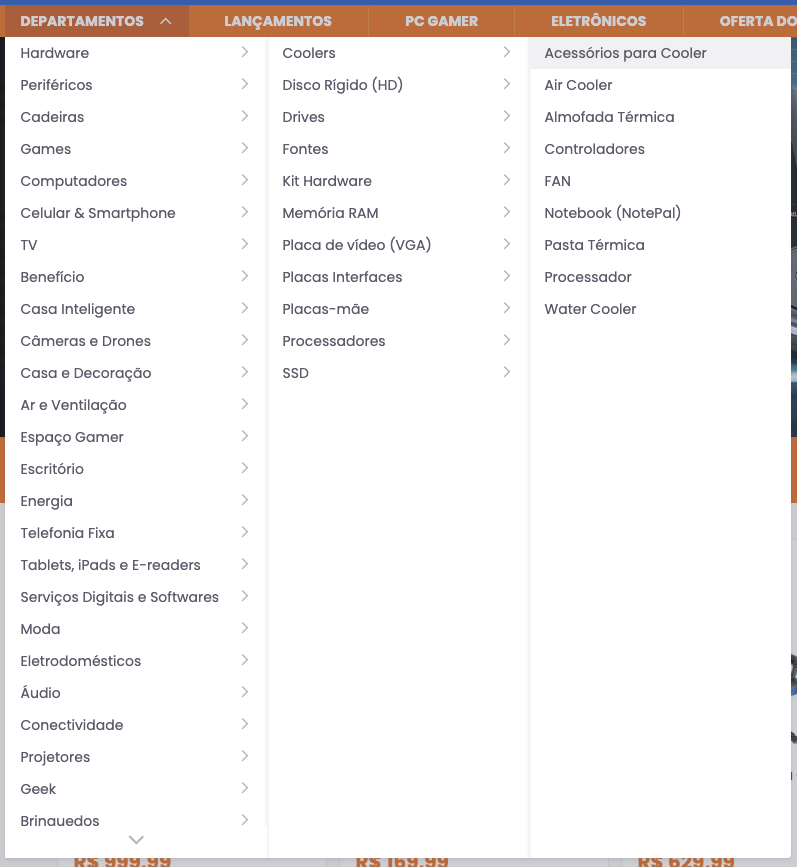 DEPARTAMENTOS
LANÇAMENTOS
PC GAMER
ELETRÔNICOS
OFERTA DO
Hardware
Periféricos
Cadeiras
Games
Computadores
Celular & Smartphone
TV
Benefício
Casa Inteligente
Câmeras e Drones
Casa e Decoração
Ar e Ventilação
Espaço Gamer
Escritório
Energia
Telefonia Fixa
Tablets, iPads e E-readers
Serviços Digitais e Softwares
Moda
Eletrodomésticos
Áudio
Conectividade
Projetores
Geek
Brinquedos
Coolers
Disco Rígido (HD)
Drives
Fontes
Kit Hardware
Memória RAM
Placa de vídeo (VGA)
Placas Interfaces
Placas-mãe
Processadores
SSD
Acessórios para Cooler
Air Cooler
Almofada Térmica
Controladores
FAN
Notebook (NotePal)
Pasta Térmica
Processador
Water Cooler
R$ 999,99
R$ 169,99
R$ 629,99